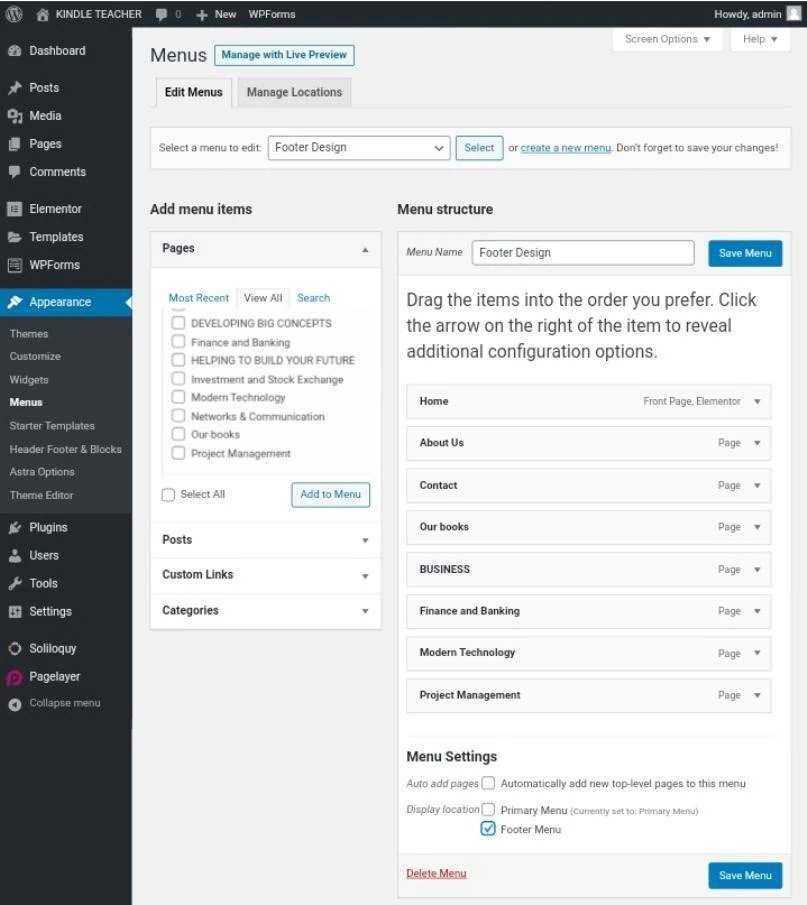 KINDLE TEACHER 0 New WPForms Howdy, admin
Dashboard
Posts
Media
Pages
Comments
Elementor
Templates
WPForms
Appearance
Themes
Customize
Widgets
Menus
Starter Templates
Header Footer & Blocks
Astra Options
Theme Editor
Plugins
Users
Tools
Settings
Soliloquy
Pagelayer
Collapse menu
Screen Options Help
Menus Manage with Live Preview
Edit Menus Manage Locations
Select a menu to edit: Footer Design Select or create a new menu. Don't forget to save your changes!
Add menu items
Pages
Most Recent View All Search
DEVELOPING BIG CONCEPTS
Finance and Banking
HELPING TO BUILD YOUR FUTURE
Investment and Stock Exchange
Modern Technology
Networks & Communication
Our books
Project Management
Select All Add to Menu
Posts
Custom Links
Categories
Menu structure
Menu Name Footer Design Save Menu
Drag the items into the order you prefer. Click
the arrow on the right of the item to reveal
additional configuration options.
Home Front Page, Elementor
About Us Page
Contact Page
Our books Page
BUSINESS Page
Finance and Banking Page
Modern Technology Page
Project Management Page
Menu Settings
Auto add pages Automatically add new top-level pages to this menu
Display location Primary Menu (Currently set to: Primary Menu)
Footer Menu
Delete Menu Save Menu